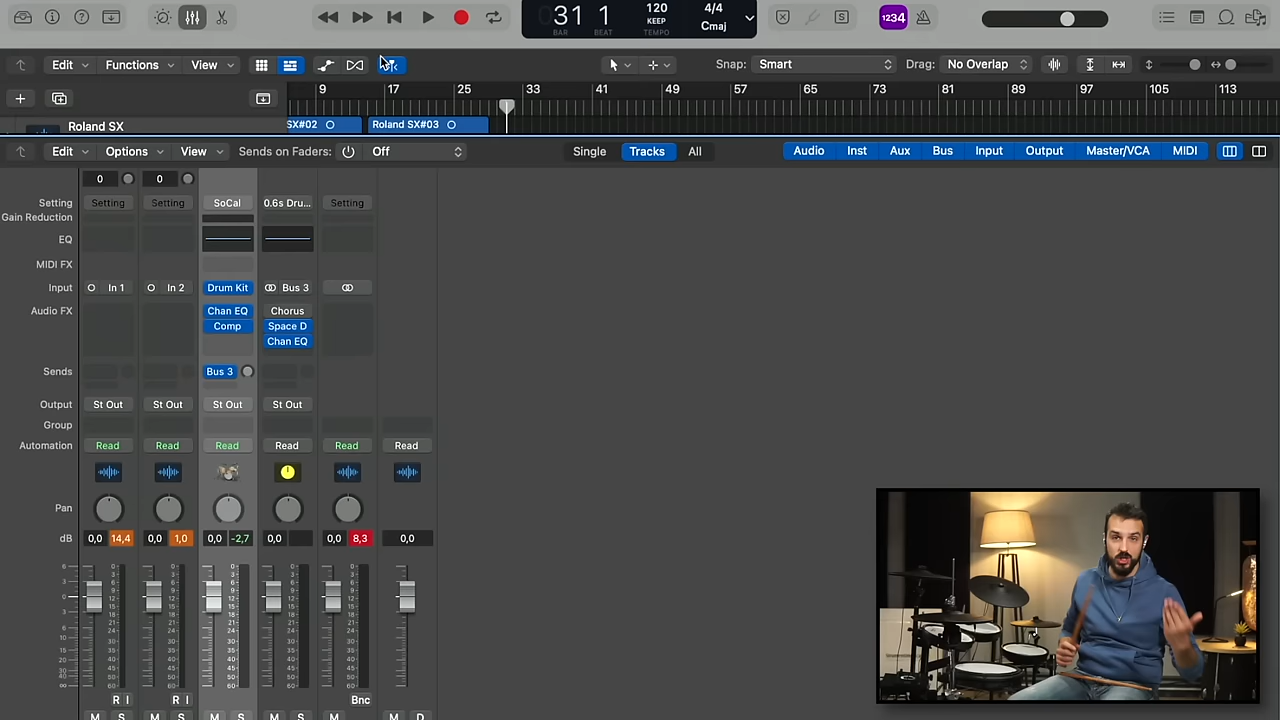 31 1 120 4/4 1234
KEEP Cmaj
BAR BEAT TEMPO
Edit Functions View Snap: Smart Drag: No Overlap
9 17 25 33 41 49 57 65 73 81 89 97 105 113
Roland SX SX#02 Roland SX#03
Edit Options View Sends on Faders: Off Single Tracks All Audio Inst Aux Bus Input Output Master/VCA MIDI
0 0
Setting Setting Setting SoCal 0.6s Dru... Setting
Gain Reduction
EQ
MIDI FX
Input In 1 In 2 Drum Kit Bus 3
Audio FX Chan EQ Chorus
Comp Space D
Chan EQ
Sends Bus 3
Output St Out St Out St Out St Out
Group
Automation Read Read Read Read Read Read
Pan
dB 0,0 14,4 0,0 1,0 0,0 -2,7 0,0 0,0 8,3 0,0
R I R I Bnc
M S M S M S M S M S M D